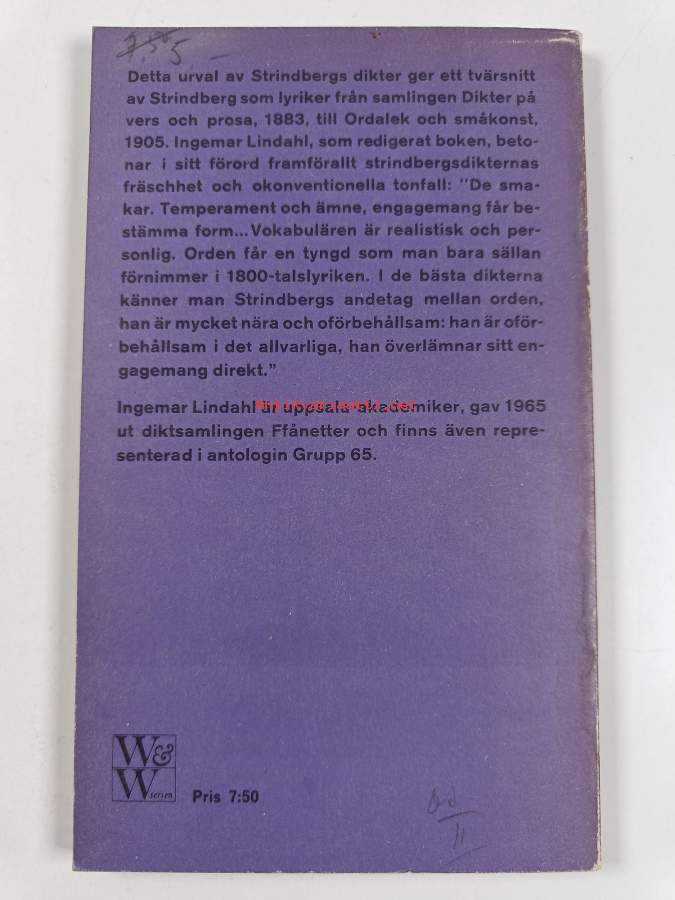 7,50 5,-
Detta urval av Strindbergs dikter ger ett tvärsnitt
av Strindberg som lyriker från samlingen Dikter på
vers och prosa, 1883, till Ordalek och småkonst,
1905. Ingemar Lindahl, som redigerat boken, beto-
nar i sitt förord framförallt strindbergsdikternas
fräschhet och okonventionella tonfall: "De sma-
kar. Temperament och ämne, engagemang får be-
stämma form... Vokabulären är realistisk och per-
sonlig. Orden får en tyngd som man bara sällan
förnimmer i 1800-talslyriken. I de bästa dikterna
känner man Strindbergs andetag mellan orden,
han är mycket nära och oförbehållsam: han är oför-
behållsam i det allvarliga, han överlämnar sitt en-
gagemang direkt."
Ingemar Lindahl är uppsala-akademiker, gav 1965
ut diktsamlingen Ffånetter och finns även repre-
senterad i antologin Grupp 65.
W&
W serien
Pris 7:50